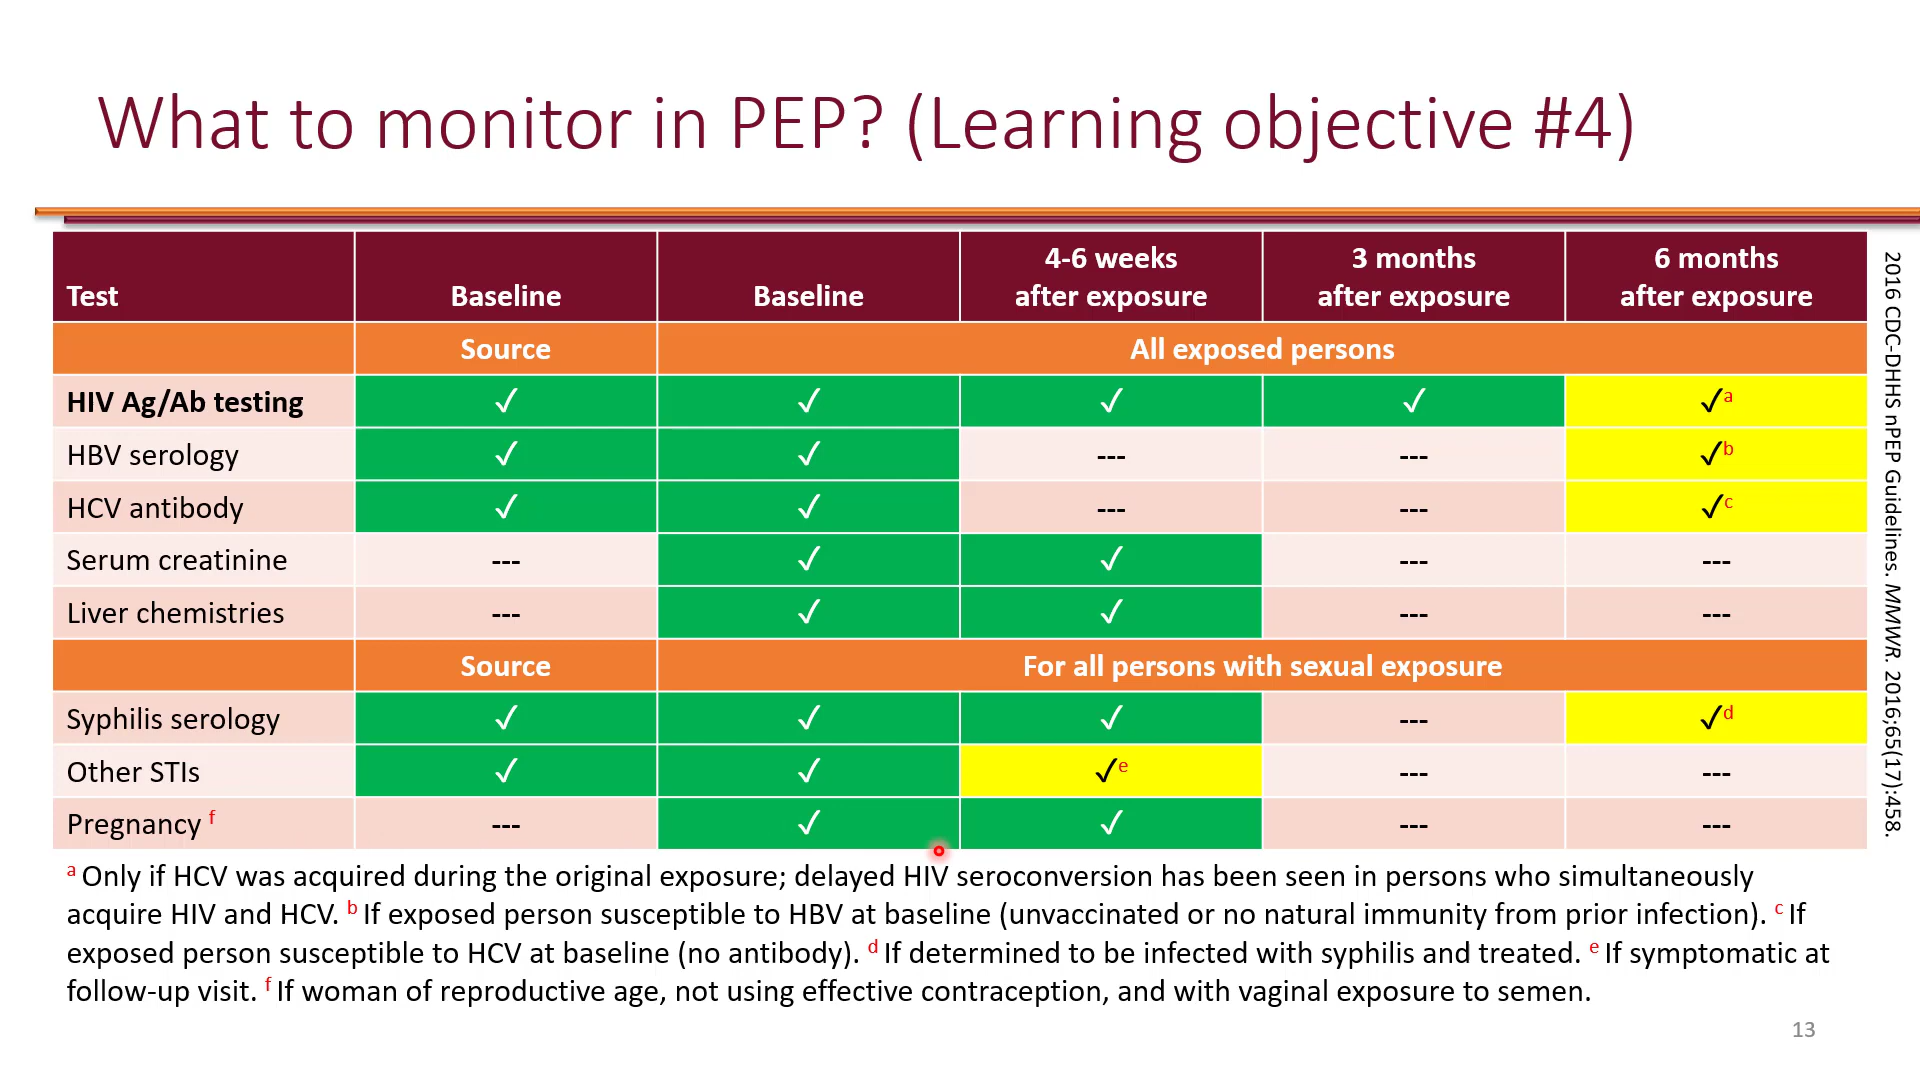 What to monitor in PEP? (Learning objective #4)
Test Baseline Baseline 4-6 weeks after exposure 3 months after exposure 6 months after exposure
Source All exposed persons
HIV Ag/Ab testing ✓ ✓ ✓ ✓ ✓a
HBV serology ✓ ✓ --- --- ✓b
HCV antibody ✓ ✓ --- --- ✓c
Serum creatinine --- ✓ ✓ --- ---
Liver chemistries --- ✓ ✓ --- ---
Source For all persons with sexual exposure
Syphilis serology ✓ ✓ ✓ --- ✓d
Other STIs ✓ ✓ ✓e --- ---
Pregnancy f --- ✓ ✓ --- ---
a Only if HCV was acquired during the original exposure; delayed HIV seroconversion has been seen in persons who simultaneously
acquire HIV and HCV. b If exposed person susceptible to HBV at baseline (unvaccinated or no natural immunity from prior infection). c If
exposed person susceptible to HCV at baseline (no antibody). d If determined to be infected with syphilis and treated. e If symptomatic at
follow-up visit. f If woman of reproductive age, not using effective contraception, and with vaginal exposure to semen.
2016 CDC-DHHS nPEP Guidelines. MMWR. 2016;65(17):458.
13